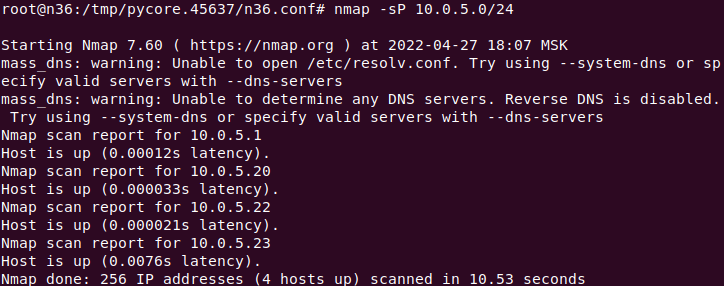 root@n36:/tmp/pycore.45637/n36.conf# nmap -sP 10.0.5.0/24

Starting Nmap 7.60 ( https://nmap.org ) at 2022-04-27 18:07 MSK
mass_dns: warning: Unable to open /etc/resolv.conf. Try using --system-dns or sp
ecify valid servers with --dns-servers
mass_dns: warning: Unable to determine any DNS servers. Reverse DNS is disabled.
 Try using --system-dns or specify valid servers with --dns-servers
Nmap scan report for 10.0.5.1
Host is up (0.00012s latency).
Nmap scan report for 10.0.5.20
Host is up (0.000033s latency).
Nmap scan report for 10.0.5.22
Host is up (0.000021s latency).
Nmap scan report for 10.0.5.23
Host is up (0.0076s latency).
Nmap done: 256 IP addresses (4 hosts up) scanned in 10.53 seconds